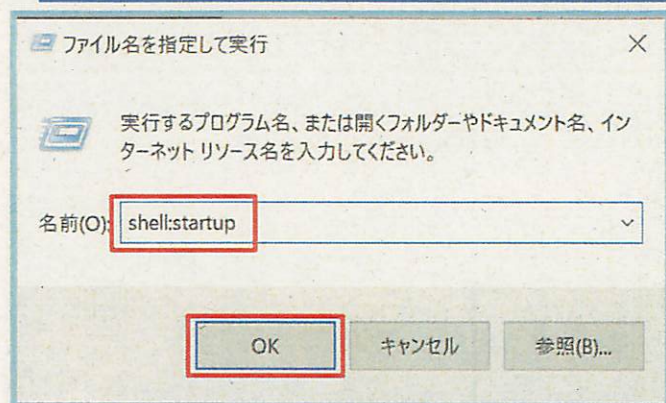 ファイル名を指定して実行
実行するプログラム名、または開くフォルダーやドキュメント名、イン
ターネット リソース名を入力してください。
名前(O): shell:startup
OK キャンセル 参照(B)...